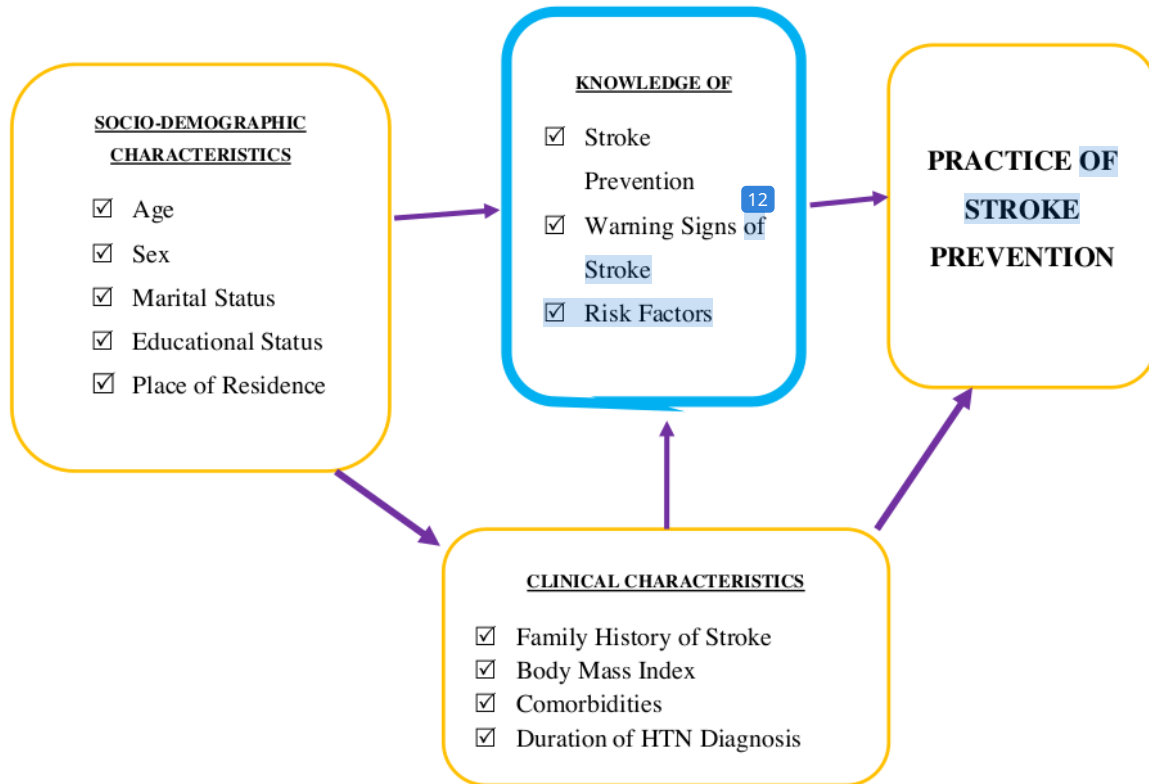 SOCIO-DEMOGRAPHIC
CHARACTERISTICS
☑ Age
☑ Sex
☑ Marital Status
☑ Educational Status
☑ Place of Residence
KNOWLEDGE OF
☑ Stroke
Prevention
12
☑ Warning Signs of
Stroke
☑ Risk Factors
PRACTICE OF
STROKE
PREVENTION
CLINICAL CHARACTERISTICS
☑ Family History of Stroke
☑ Body Mass Index
☑ Comorbidities
☑ Duration of HTN Diagnosis